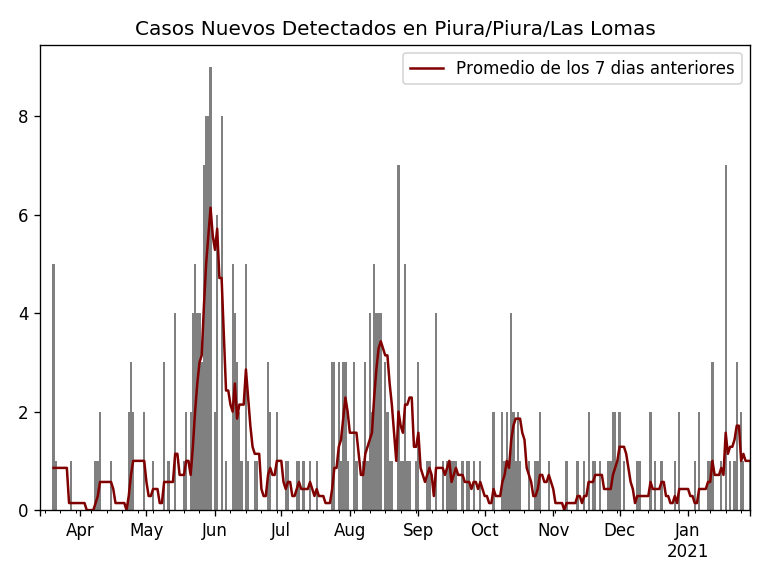 Casos Nuevos Detectados en Piura/Piura/Las Lomas
Promedio de los 7 dias anteriores
8
6
4
2
0
Apr May Jun Jul Aug Sep Oct Nov Dec Jan
2021